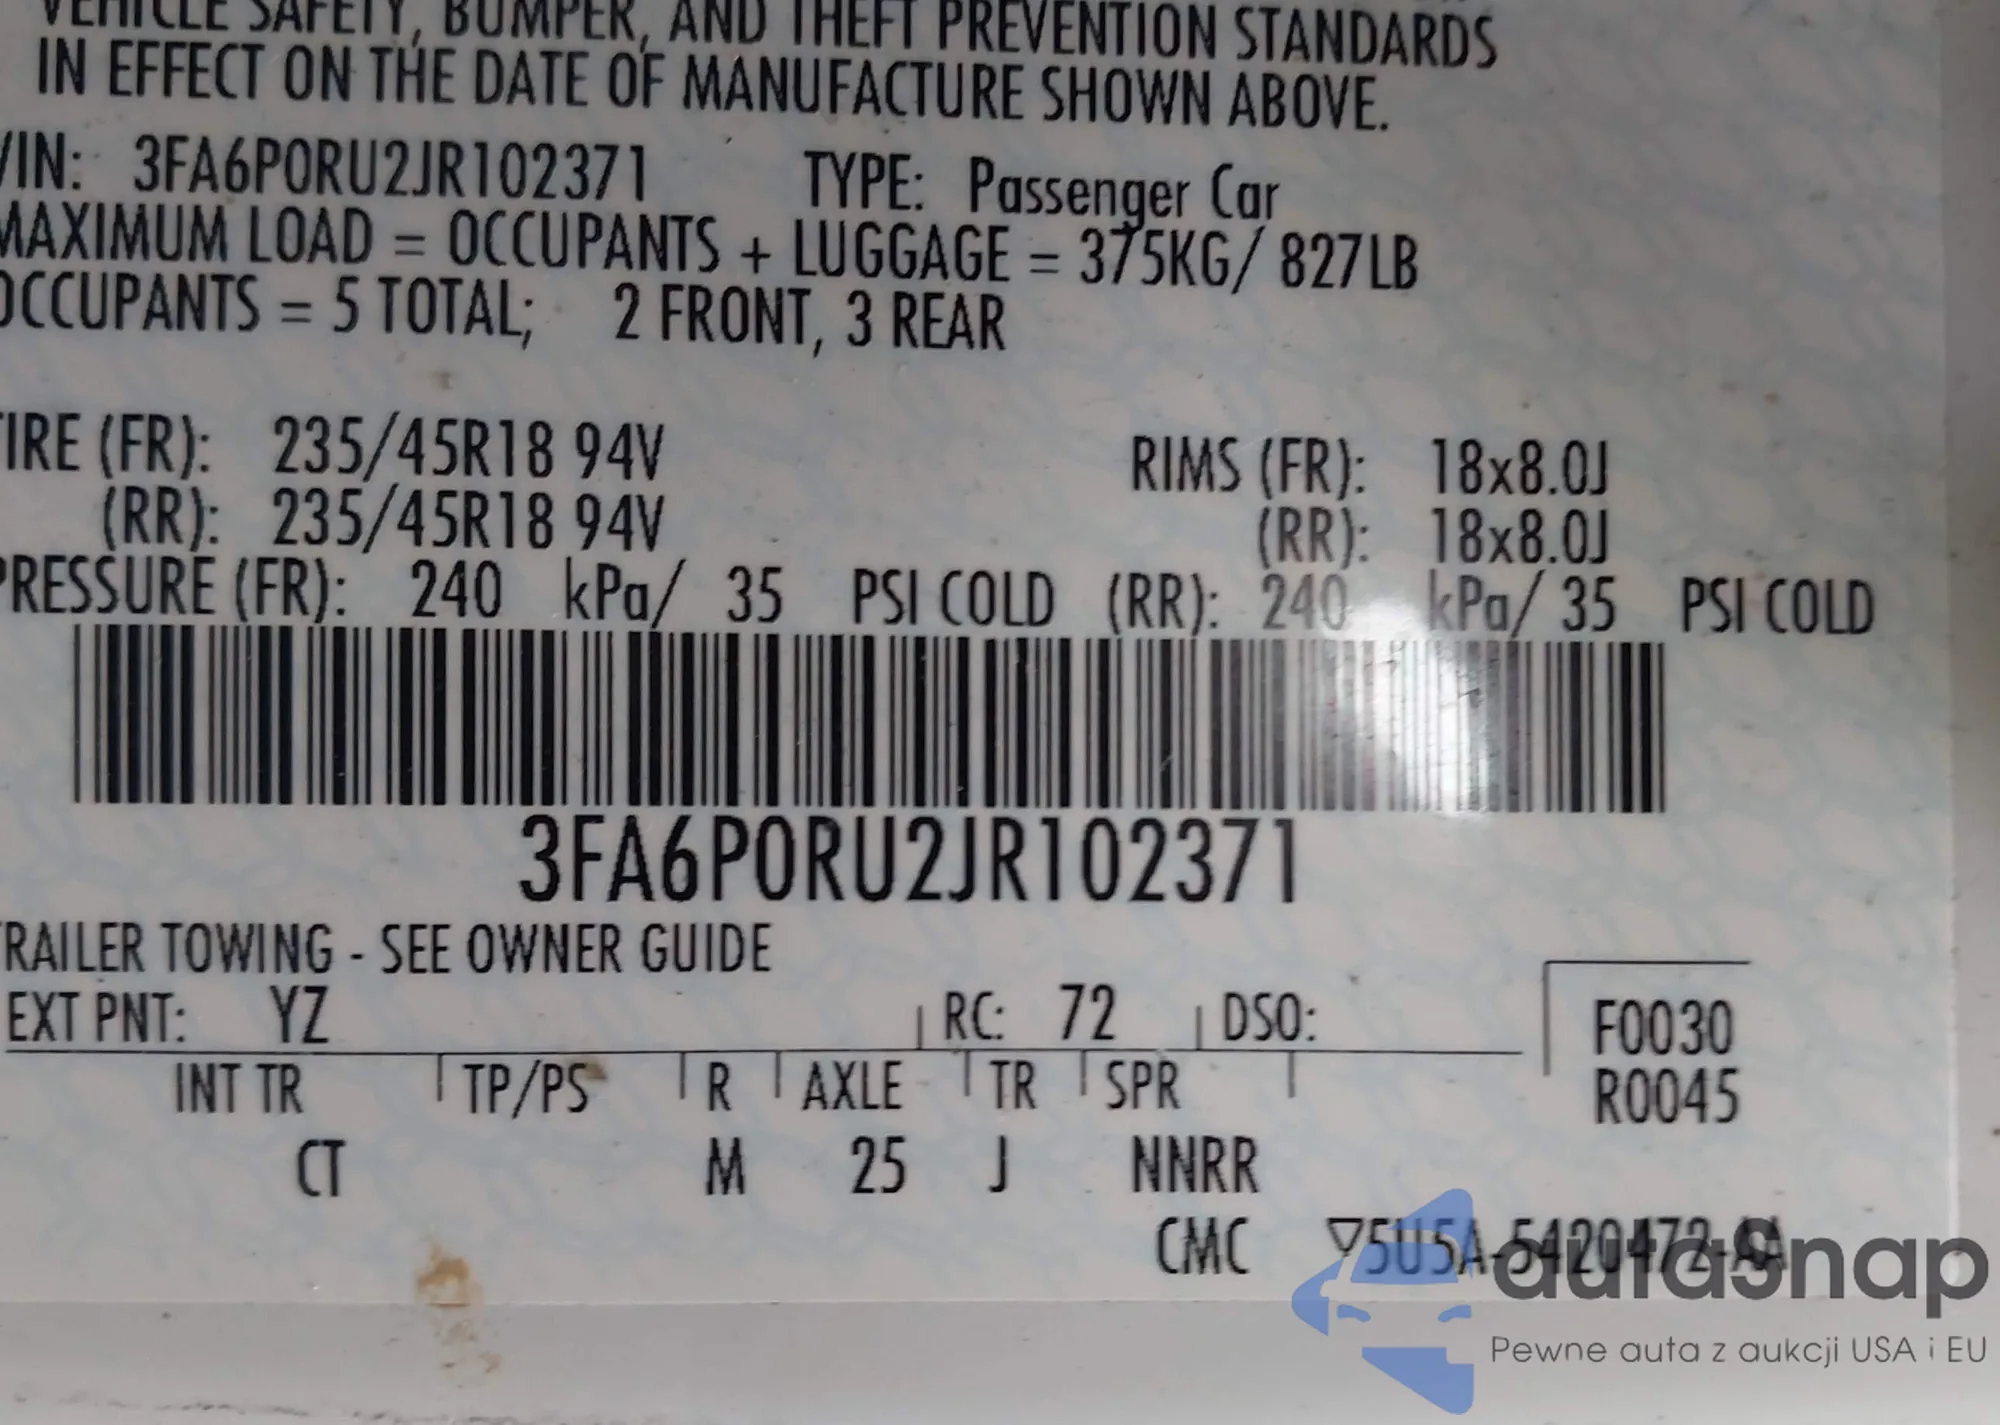 VEHICLE SAFETY, BUMPER, AND THEFT PREVENTION STANDARDS
IN EFFECT ON THE DATE OF MANUFACTURE SHOWN ABOVE.
VIN: 3FA6P0RU2JR102371 TYPE: Passenger Car
MAXIMUM LOAD = OCCUPANTS + LUGGAGE = 375KG/ 827LB
OCCUPANTS = 5 TOTAL; 2 FRONT, 3 REAR
TIRE (FR): 235/45R18 94V RIMS (FR): 18x8.0J
(RR): 235/45R18 94V (RR): 18x8.0J
PRESSURE (FR): 240 kPa/ 35 PSI COLD (RR): 240 kPa/ 35 PSI COLD
3FA6P0RU2JR102371
TRAILER TOWING - SEE OWNER GUIDE
EXT PNT: YZ RC: 72 DSO: F0030
INT TR TP/PS R AXLE TR SPR R0045
CT M 25 J NNRR
CMC ▽5U5A-5420472-AA
autasnap
Pewne auta z aukcji USA i EU